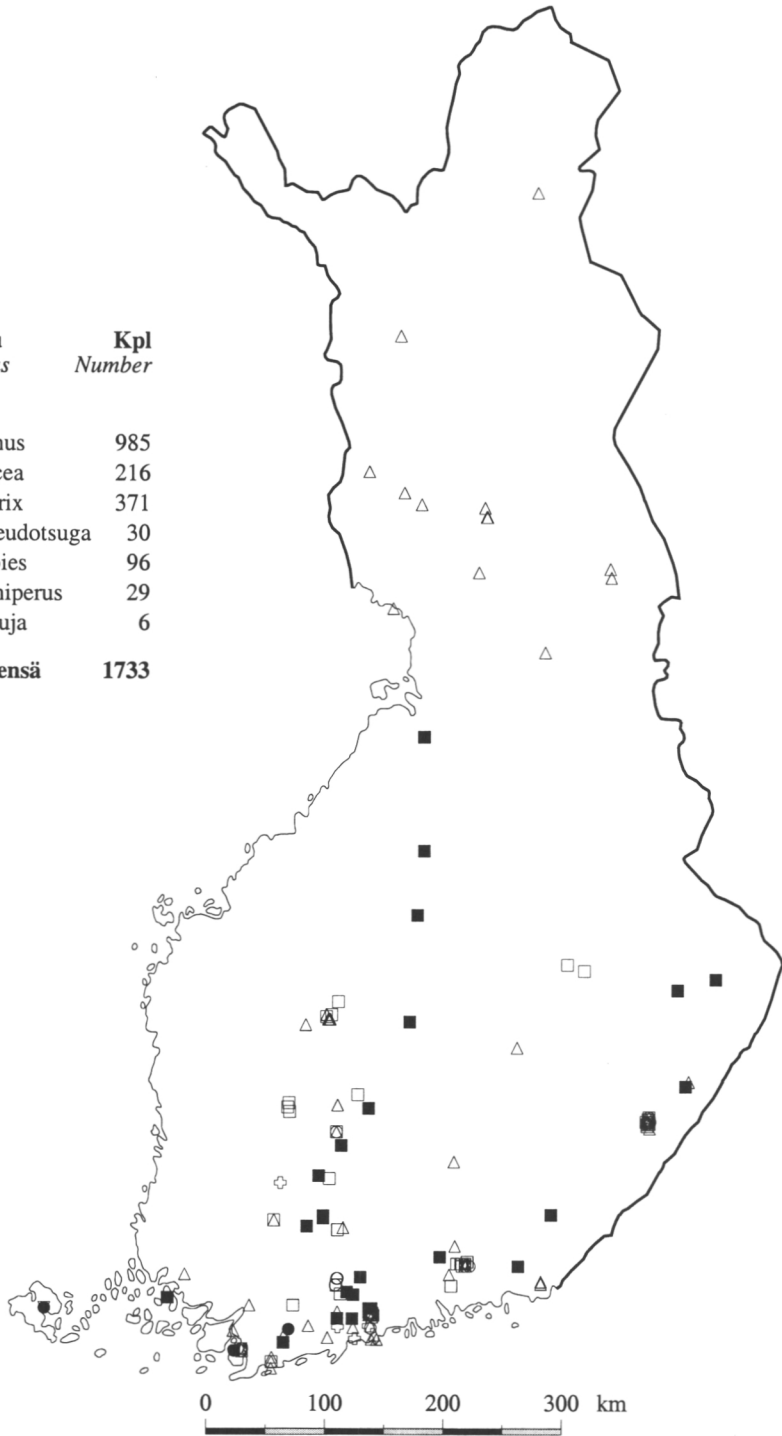 a Kpl
us Number
nus 985
cea 216
rix 371
eudotsuga 30
ies 96
niperus 29
uja 6
ensä 1733
0 100 200 300 km